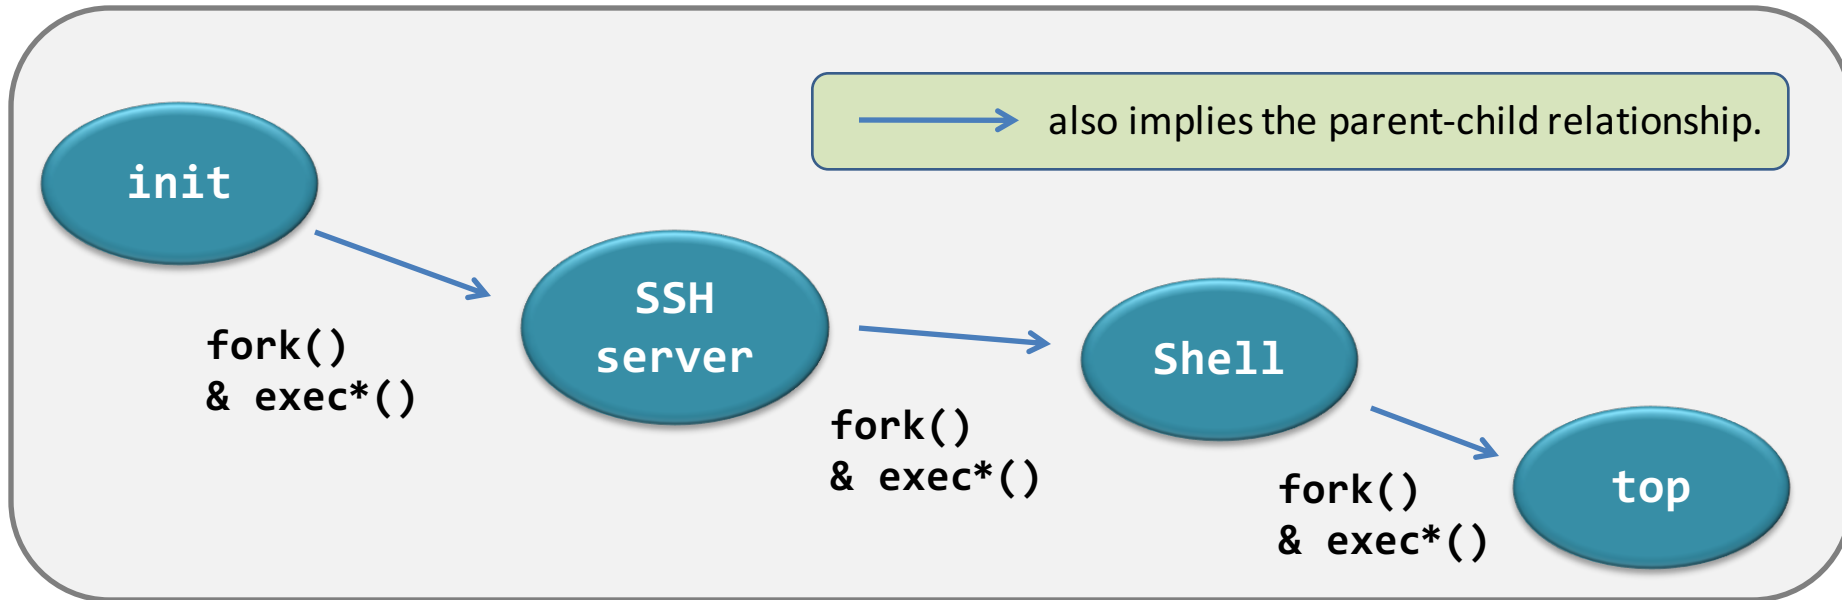 also implies the parent-child relationship.
init
fork()
& exec*()
SSH
server
fork()
& exec*()
Shell
fork()
& exec*()
top